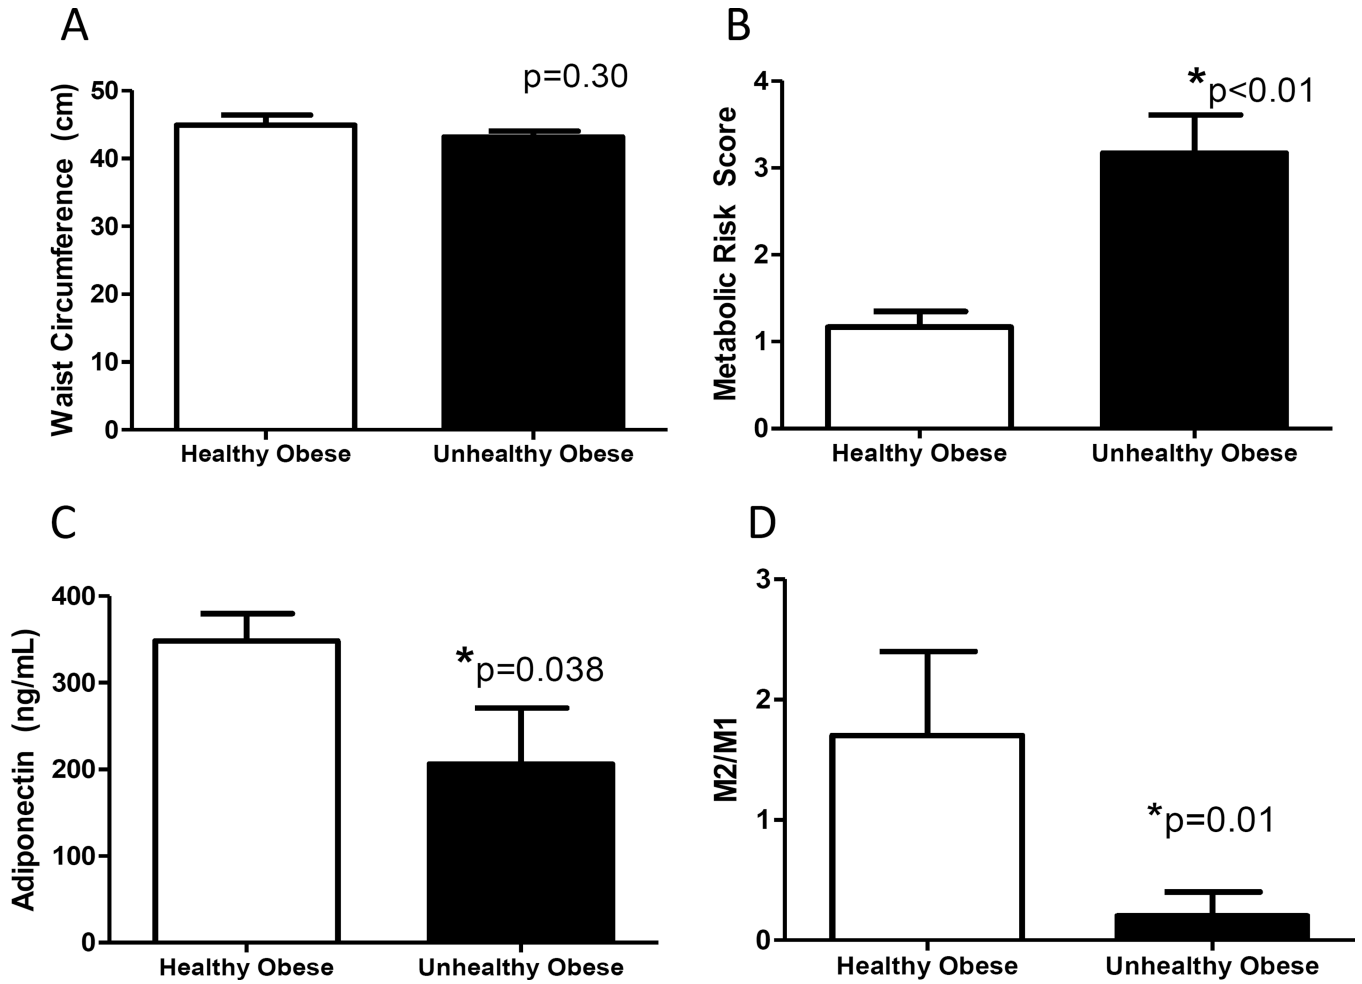 A
p=0.30
Waist Circumference (cm)
50
40
30
20
10
0
Healthy Obese
Unhealthy Obese
B
*p<0.01
Metabolic Risk Score
4
3
2
1
0
Healthy Obese
Unhealthy Obese
C
*p=0.038
Adiponectin (ng/mL)
400
300
200
100
0
Healthy Obese
Unhealthy Obese
D
*p=0.01
M2/M1
3
2
1
0
Healthy Obese
Unhealthy Obese